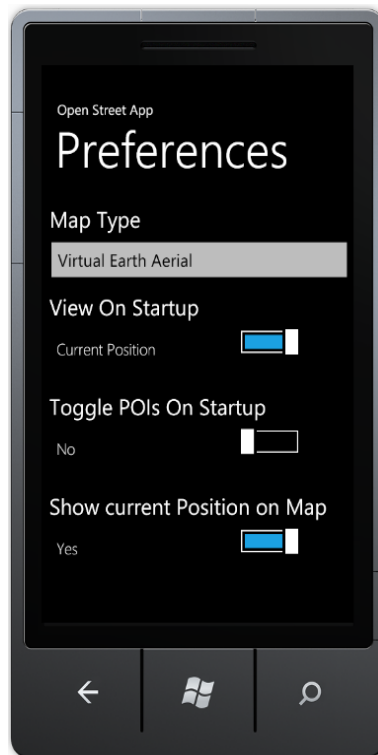 Open Street App
Preferences
Map Type
Virtual Earth Aerial
View On Startup
Current Position
Toggle POIs On Startup
No
Show current Position on Map
Yes